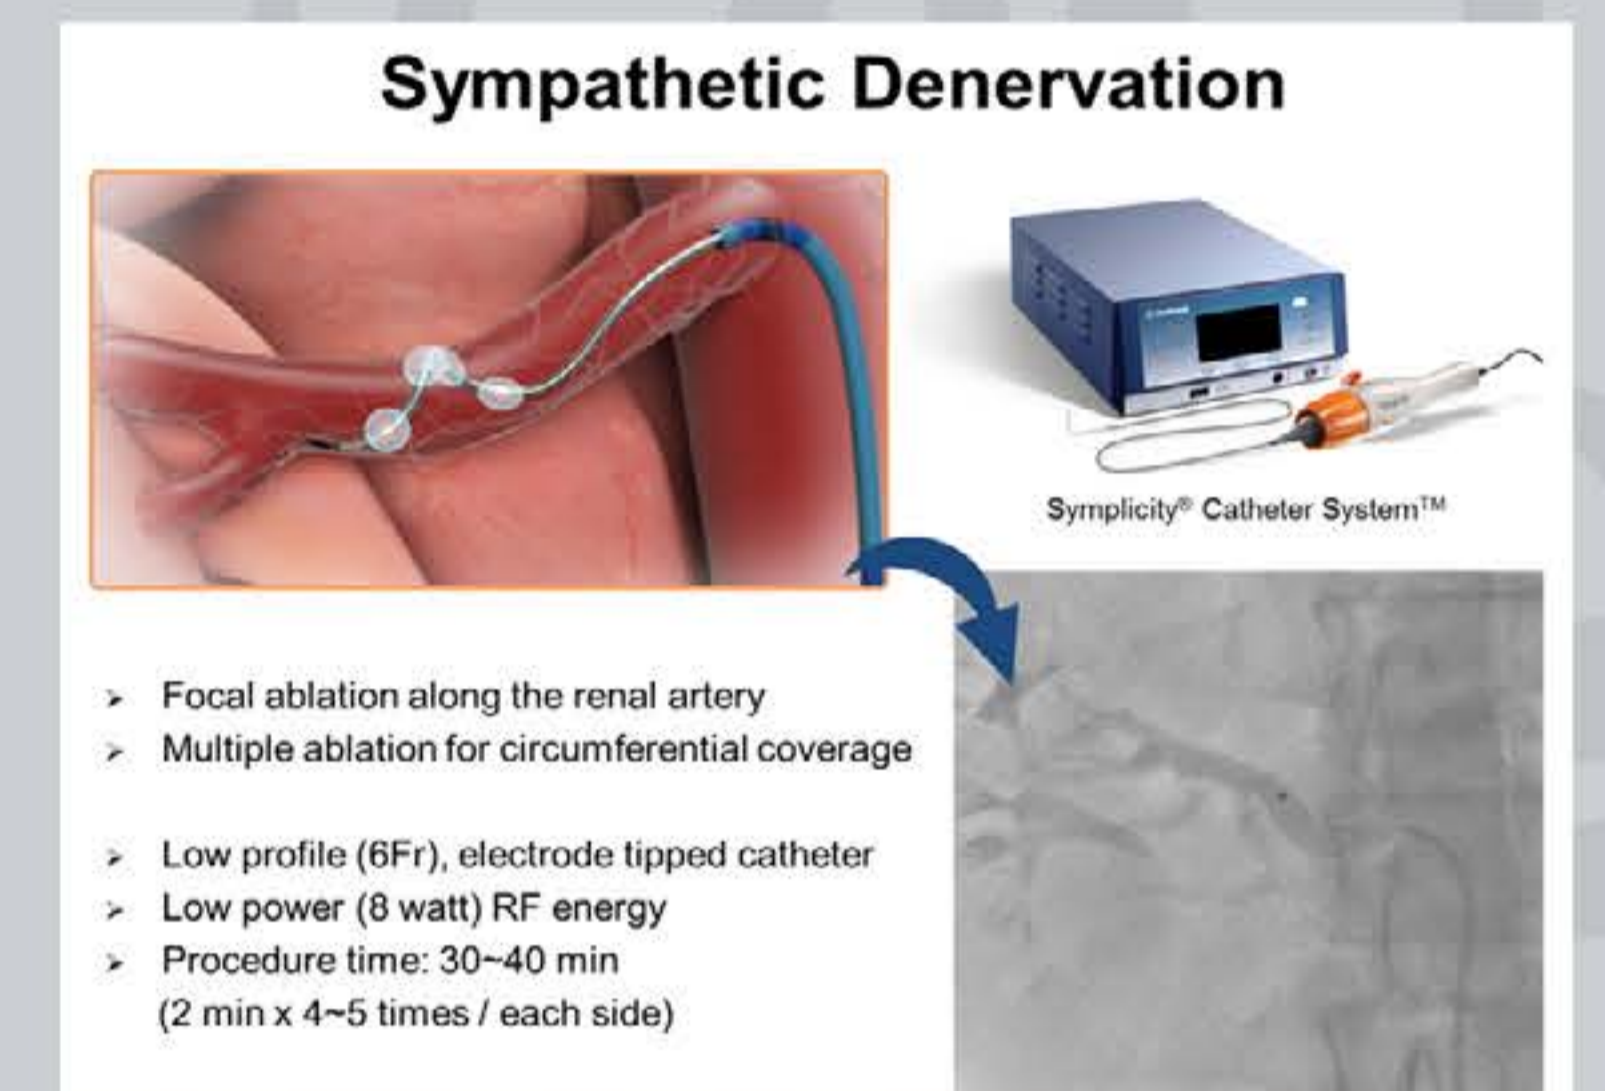 Sympathetic Denervation
Symplicity® Catheter System™
➢ Focal ablation along the renal artery
➢ Multiple ablation for circumferential coverage
➢ Low profile (6Fr), electrode tipped catheter
➢ Low power (8 watt) RF energy
➢ Procedure time: 30~40 min
(2 min x 4~5 times / each side)